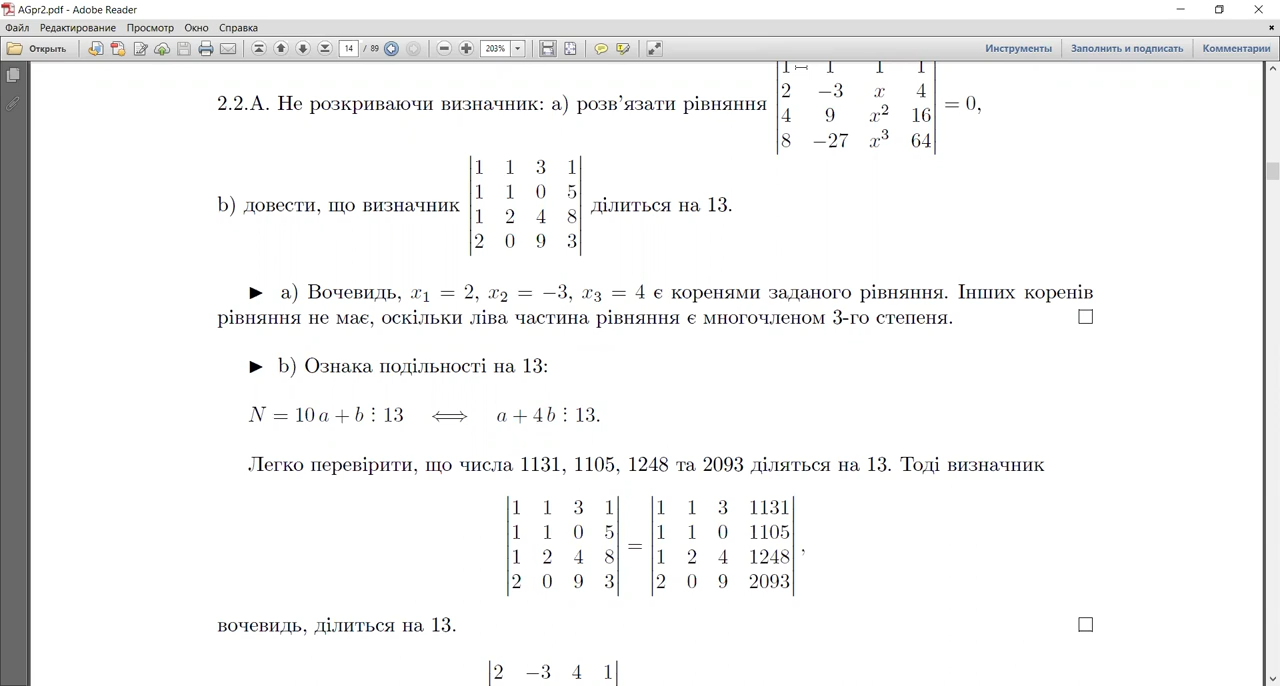 AGpr2.pdf - Adobe Reader
Файл Редактирование Просмотр Окно Справка
Открыть 14 / 89 203% Инструменты Заполнить и подписать Комментарии
1 1 1 1
2.2.A. Не розкриваючи визначник: a) розв'язати рівняння
2 −3 x 4
4 9 x² 16
8 −27 x³ 64
= 0,
b) довести, що визначник
1 1 3 1
1 1 0 5
1 2 4 8
2 0 9 3
ділиться на 13.
► a) Вочевидь, x₁ = 2, x₂ = −3, x₃ = 4 є коренями заданого рівняння. Інших коренів
рівняння не має, оскільки ліва частина рівняння є многочленом 3-го степеня. □
► b) Ознака подільності на 13:
N = 10 a + b ⋮ 13 ⟺ a + 4 b ⋮ 13.
Легко перевірити, що числа 1131, 1105, 1248 та 2093 діляться на 13. Тоді визначник
|1 1 3 1| |1 1 3 1131|
|1 1 0 5| |1 1 0 1105|
|1 2 4 8| = |1 2 4 1248| ,
|2 0 9 3| |2 0 9 2093|
вочевидь, ділиться на 13. □
|2 −3 4 1|